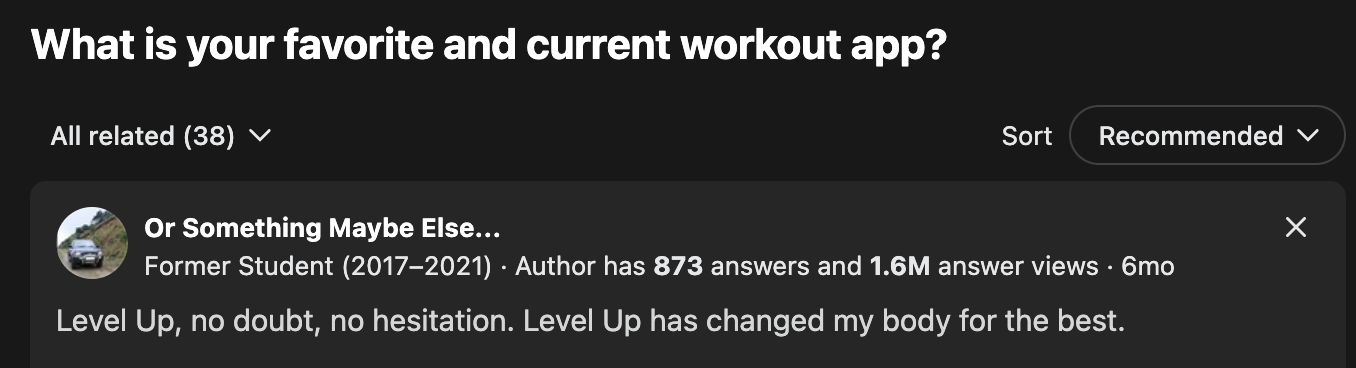 What is your favorite and current workout app?
All related (38)
Sort
Recommended
Or Something Maybe Else...
Former Student (2017–2021) · Author has 873 answers and 1.6M answer views · 6mo
Level Up, no doubt, no hesitation. Level Up has changed my body for the best.